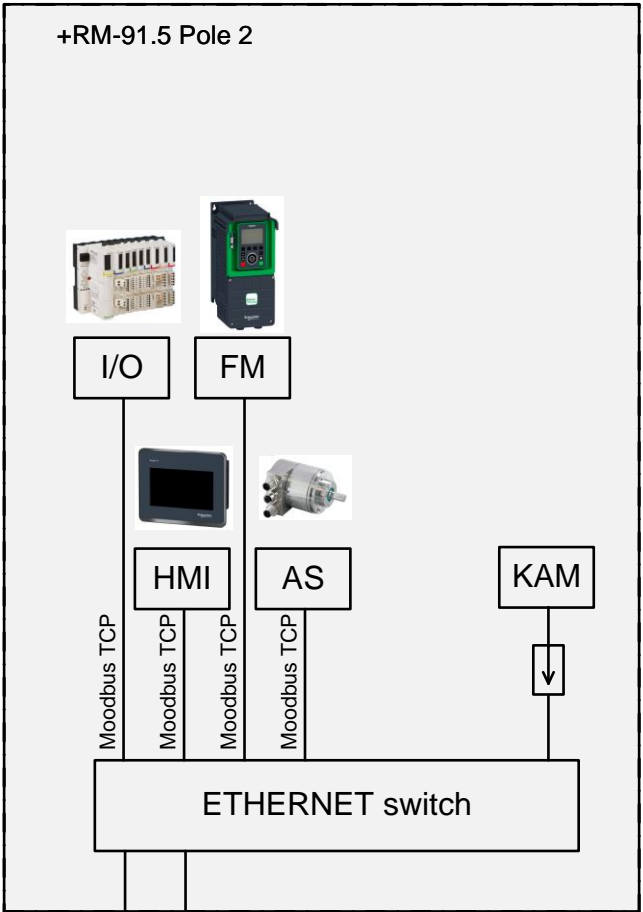 +RM-91.5 Pole 2
I/O
FM
HMI
AS
KAM
Moodbus TCP
Moodbus TCP
Moodbus TCP
Moodbus TCP
ETHERNET switch